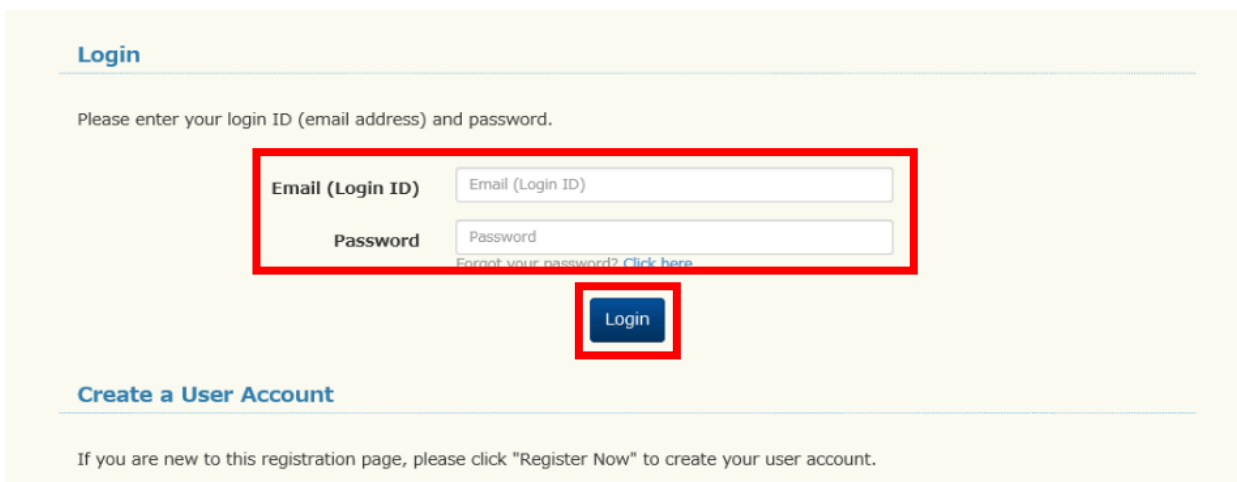 Login
Please enter your login ID (email address) and password.
Email (Login ID) Email (Login ID)
Password Password
Forgot your password? Click here
Login
Create a User Account
If you are new to this registration page, please click "Register Now" to create your user account.